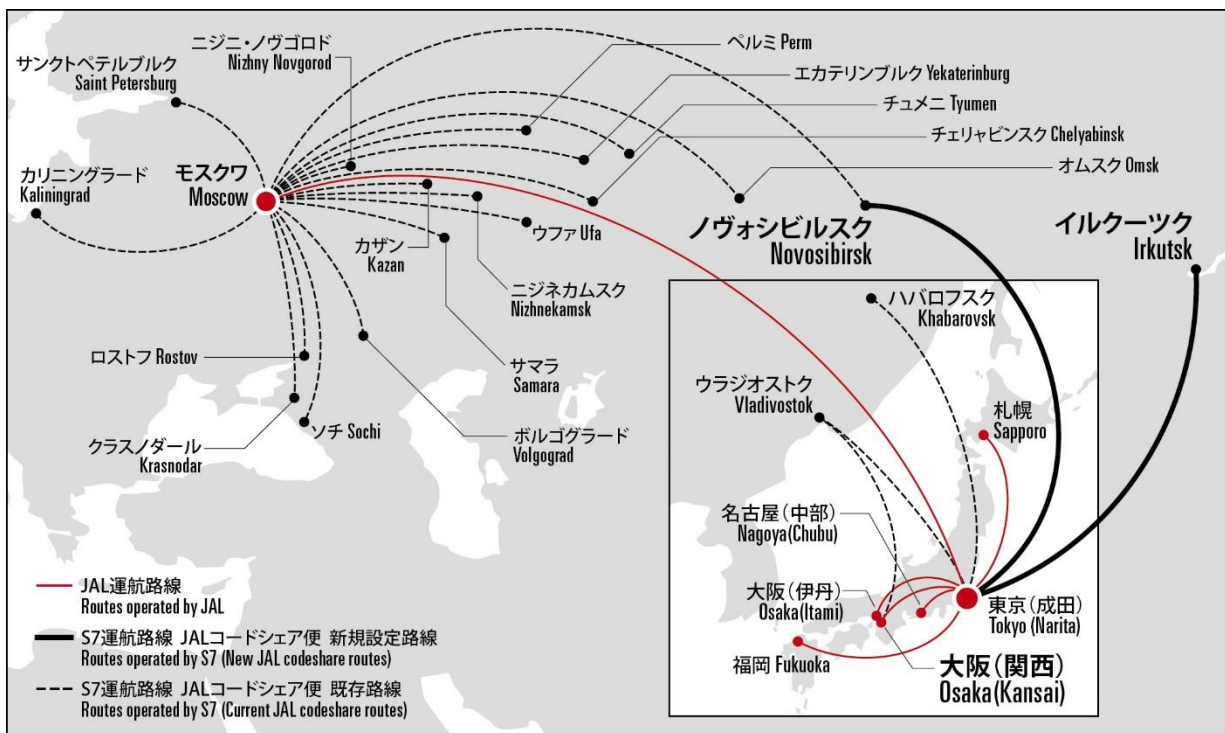 サンクトペテルブルク
Saint Petersburg
ニジニ・ノヴゴロド
Nizhny Novgorod
ペルミ Perm
エカテリンブルク Yekaterinburg
チュメニ Tyumen
チェリャビンスク Chelyabinsk
オムスク Omsk
カリニングラード
Kaliningrad
モスクワ
Moscow
ノヴォシビルスク
Novosibirsk
イルクーツク
Irkutsk
ウファ Ufa
カザン
Kazan
ニジネカムスク
Nizhnekamsk
サマラ
Samara
ロストフ Rostov
クラスノダール
Krasnodar
ソチ Sochi
ボルゴグラード
Volgograd
ハバロフスク
Khabarovsk
ウラジオストク
Vladivostok
札幌
Sapporo
名古屋(中部)
Nagoya(Chubu)
大阪(伊丹)
Osaka(Itami)
東京(成田)
Tokyo (Narita)
福岡 Fukuoka
大阪(関西)
Osaka(Kansai)
JAL運航路線
Routes operated by JAL
S7運航路線 JALコードシェア便 新規設定路線
Routes operated by S7 (New JAL codeshare routes)
S7運航路線 JALコードシェア便 既存路線
Routes operated by S7 (Current JAL codeshare routes)